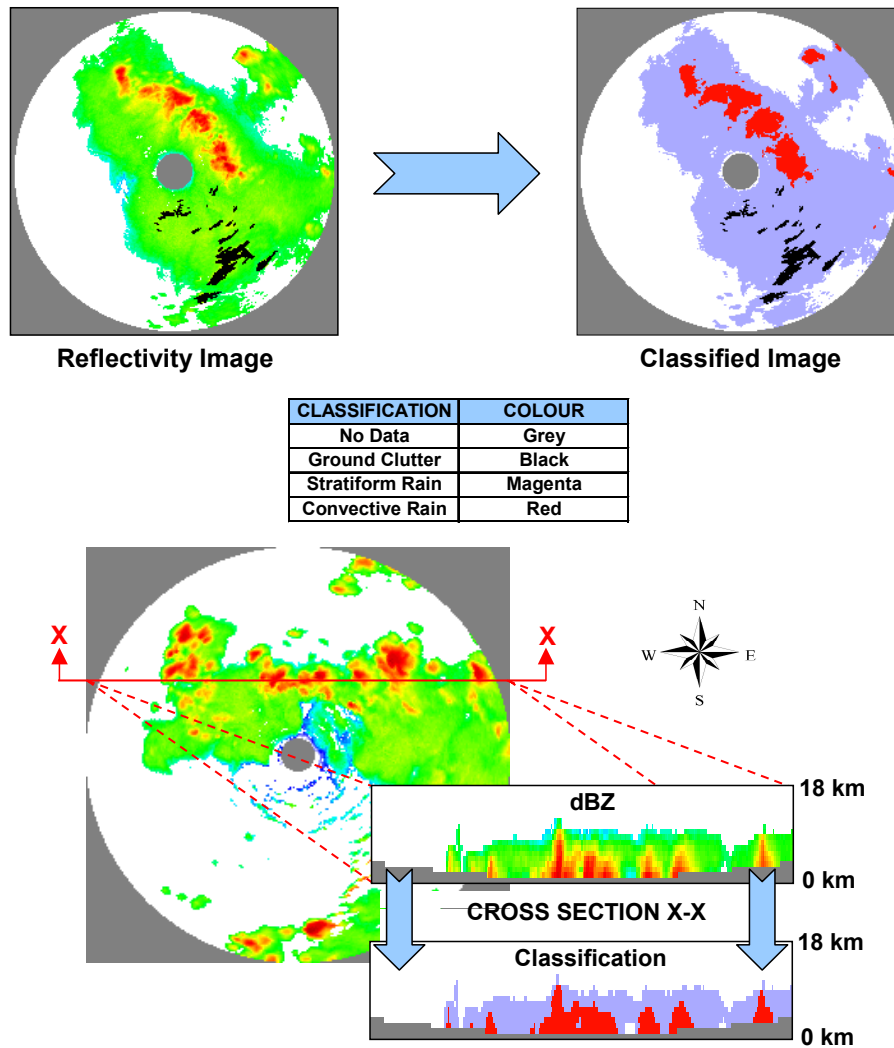 Reflectivity Image
Classified Image
CLASSIFICATION COLOUR
No Data Grey
Ground Clutter Black
Stratiform Rain Magenta
Convective Rain Red
X X
N
W E
S
dBZ
18 km
0 km
CROSS SECTION X-X
18 km
Classification
0 km